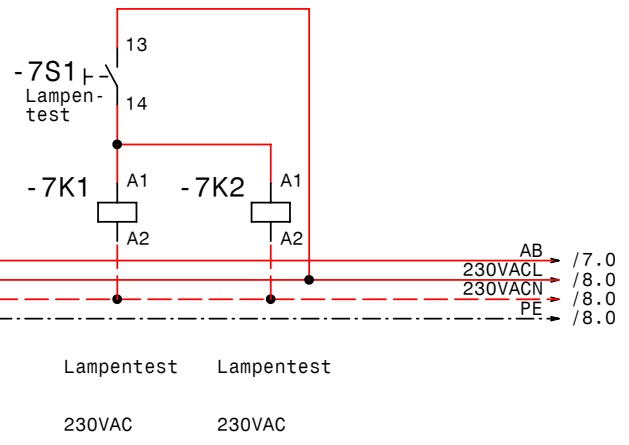 13
-7S1
Lampen-
test
14
-7K1 A1
A2
-7K2 A1
A2
AB /7.0
230VACL /8.0
230VACN /8.0
PE /8.0
Lampentest Lampentest
230VAC 230VAC